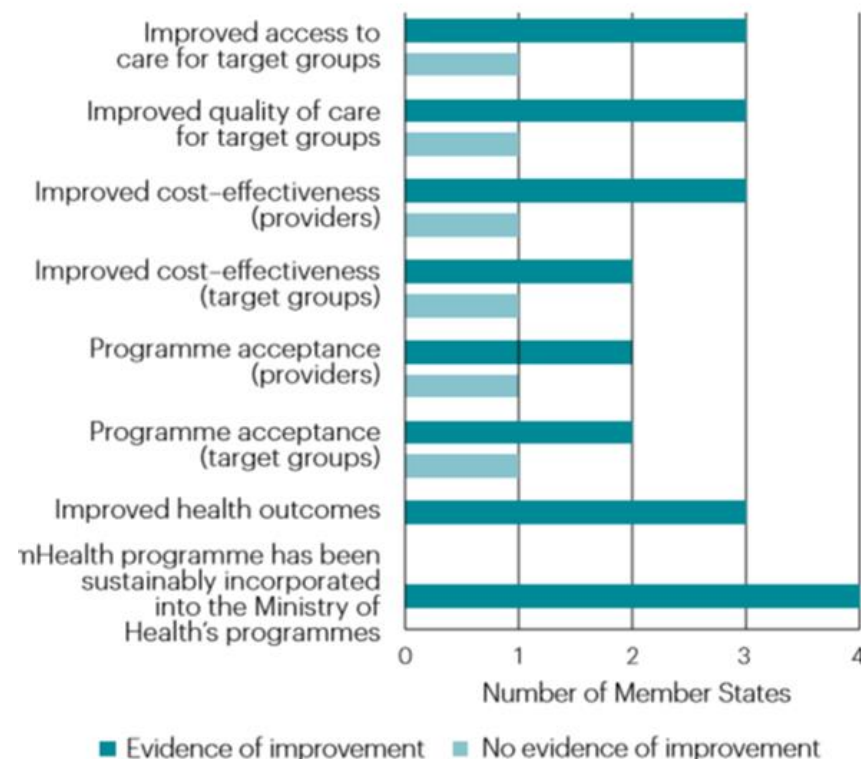 Improved access to
care for target groups
Improved quality of care
for target groups
Improved cost-effectiveness
(providers)
Improved cost-effectiveness
(target groups)
Programme acceptance
(providers)
Programme acceptance
(target groups)
Improved health outcomes
mHealth programme has been
sustainably incorporated
into the Ministry of
Health's programmes
0 1 2 3 4
Number of Member States
Evidence of improvement No evidence of improvement